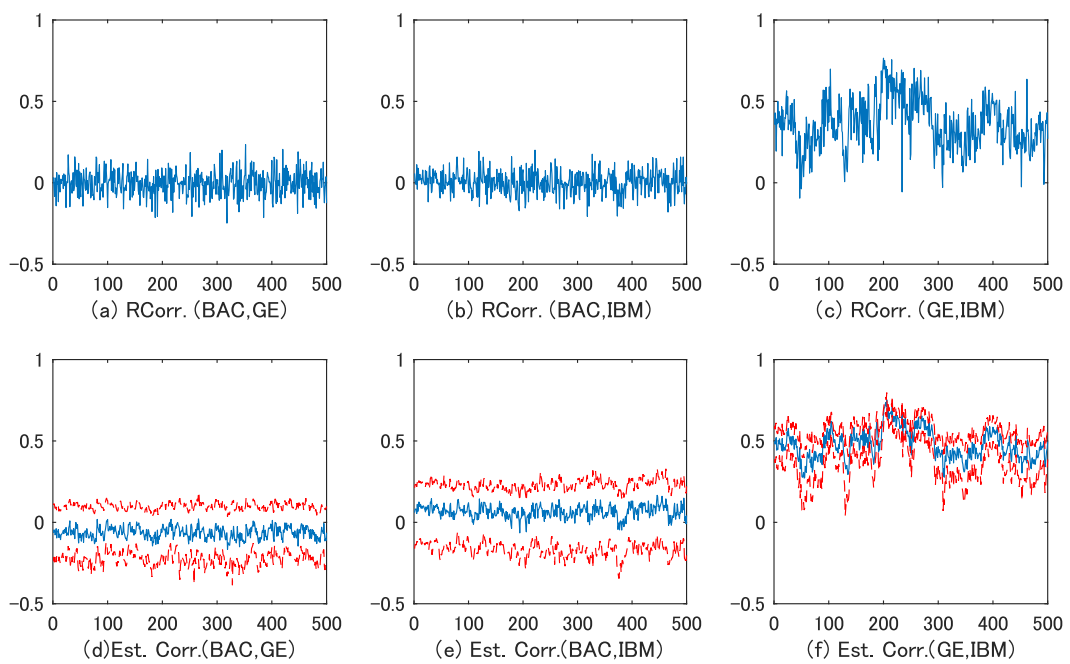 1
1
1
0.5
0.5
0.5
0
0
0
−0.5
−0.5
−0.5
0 100 200 300 400 500
0 100 200 300 400 500
0 100 200 300 400 500
(a) RCorr. (BAC,GE)
(b) RCorr. (BAC,IBM)
(c) RCorr. (GE,IBM)
1
1
1
0.5
0.5
0.5
0
0
0
−0.5
−0.5
−0.5
0 100 200 300 400 500
0 100 200 300 400 500
0 100 200 300 400 500
(d)Est. Corr.(BAC,GE)
(e) Est. Corr.(BAC,IBM)
(f) Est. Corr.(GE,IBM)